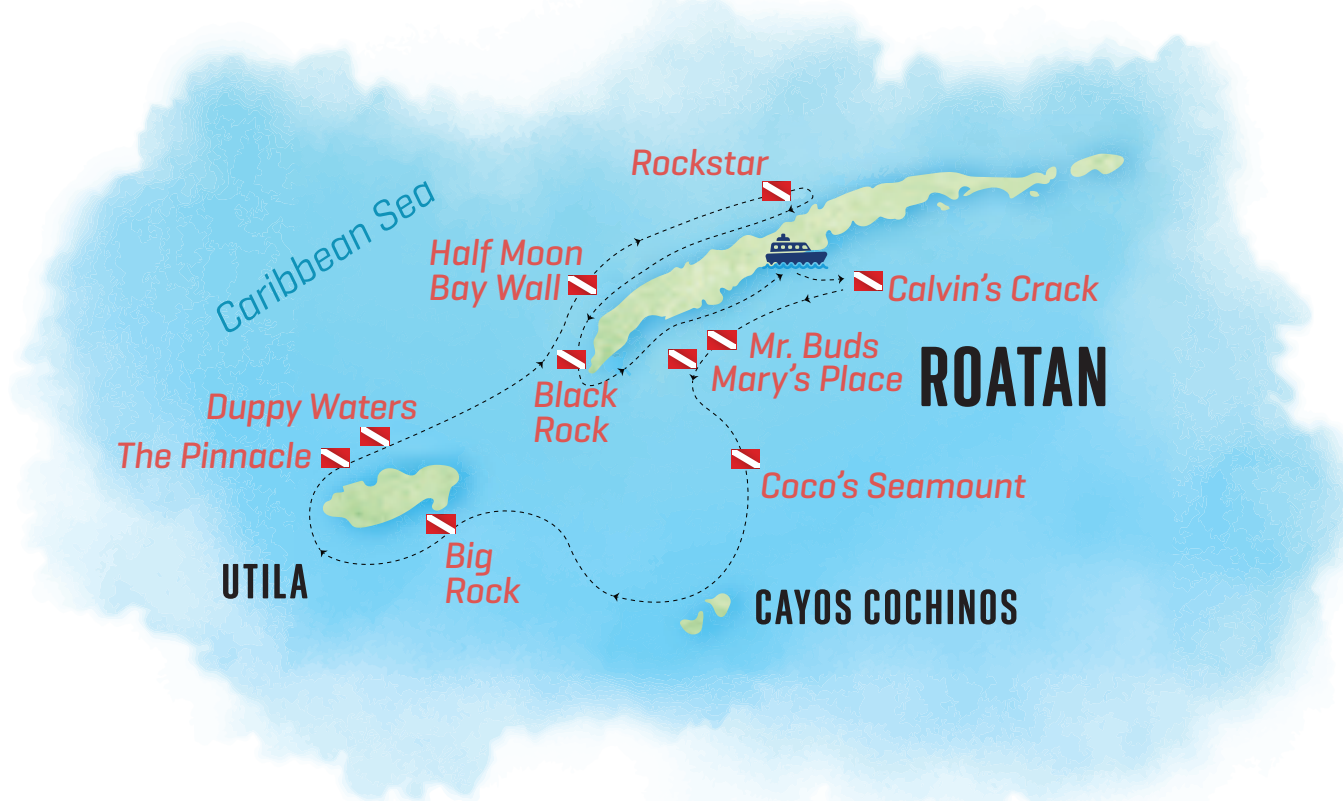 Rockstar
Caribbean Sea
Half Moon
Bay Wall
Calvin's Crack
Mr. Buds
Mary's Place
ROATAN
Black
Rock
Duppy Waters
The Pinnacle
Coco's Seamount
Big
Rock
UTILA
CAYOS COCHINOS